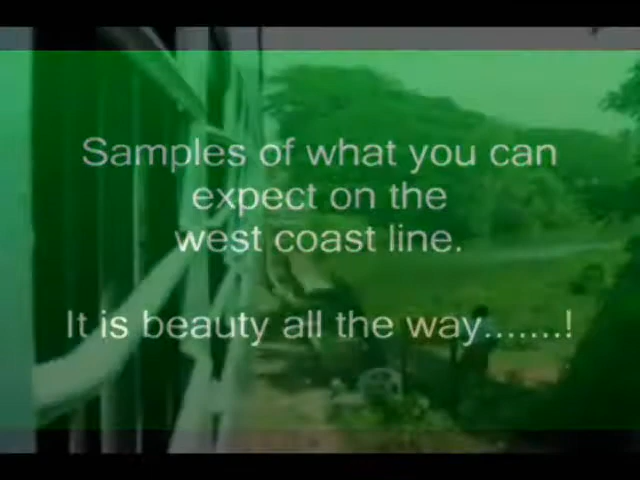 Samples of what you can
expect on the
west coast line.
It is beauty all the way.......!